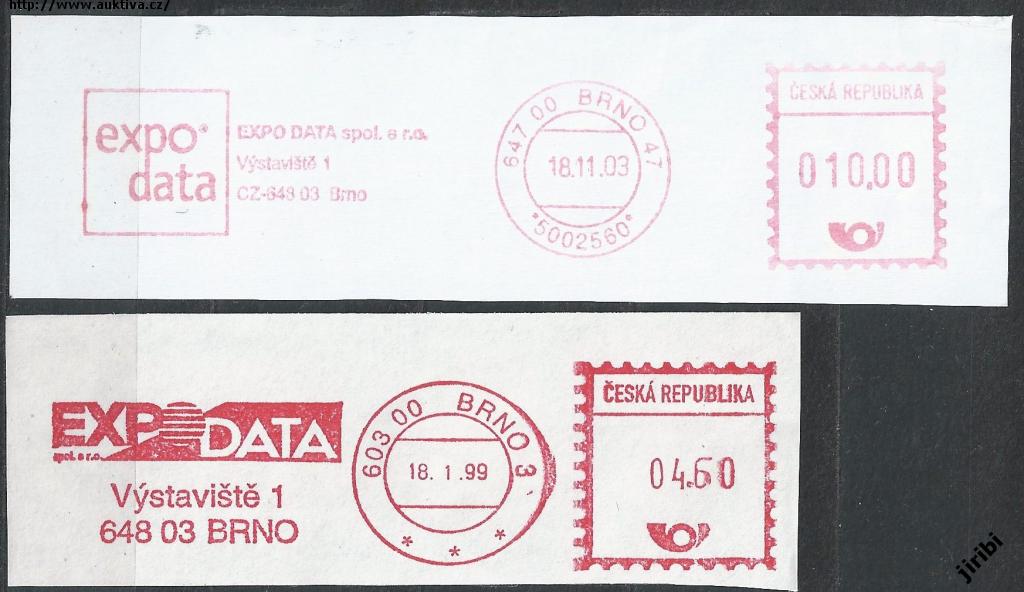 http://www.auktiva.cz/
expo
data
EXPO DATA spol. s r.o.
Výstaviště 1
CZ-648 03 Brno
647 00 BRNO 47
18.11.03
*5002560*
ČESKÁ REPUBLIKA
010,00
EXPO DATA
spol. s r.o.
Výstaviště 1
648 03 BRNO
603 00 BRNO 3
18. 1.99
* * *
ČESKÁ REPUBLIKA
04.60
jiribi